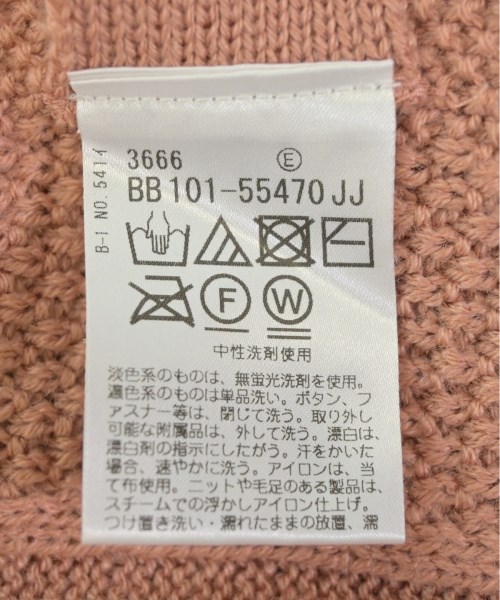 3666 Ⓔ
BB 101-55470 JJ
B-1 NO. 5414
F W
中性洗剤使用
淡色系のものは、無蛍光洗剤を使用。
濃色系のものは単品洗い。ボタン、フ
ァスナー等は、閉じて洗う。取り外し
可能な附属品は、外して洗う。漂白は、
漂白剤の指示にしたがう。汗をかいた
場合、速やかに洗う。アイロンは、当
て布使用。ニットや毛足のある製品は、
スチームでの浮かしアイロン仕上げ。
つけ置き洗い・濡れたままの放置、濡